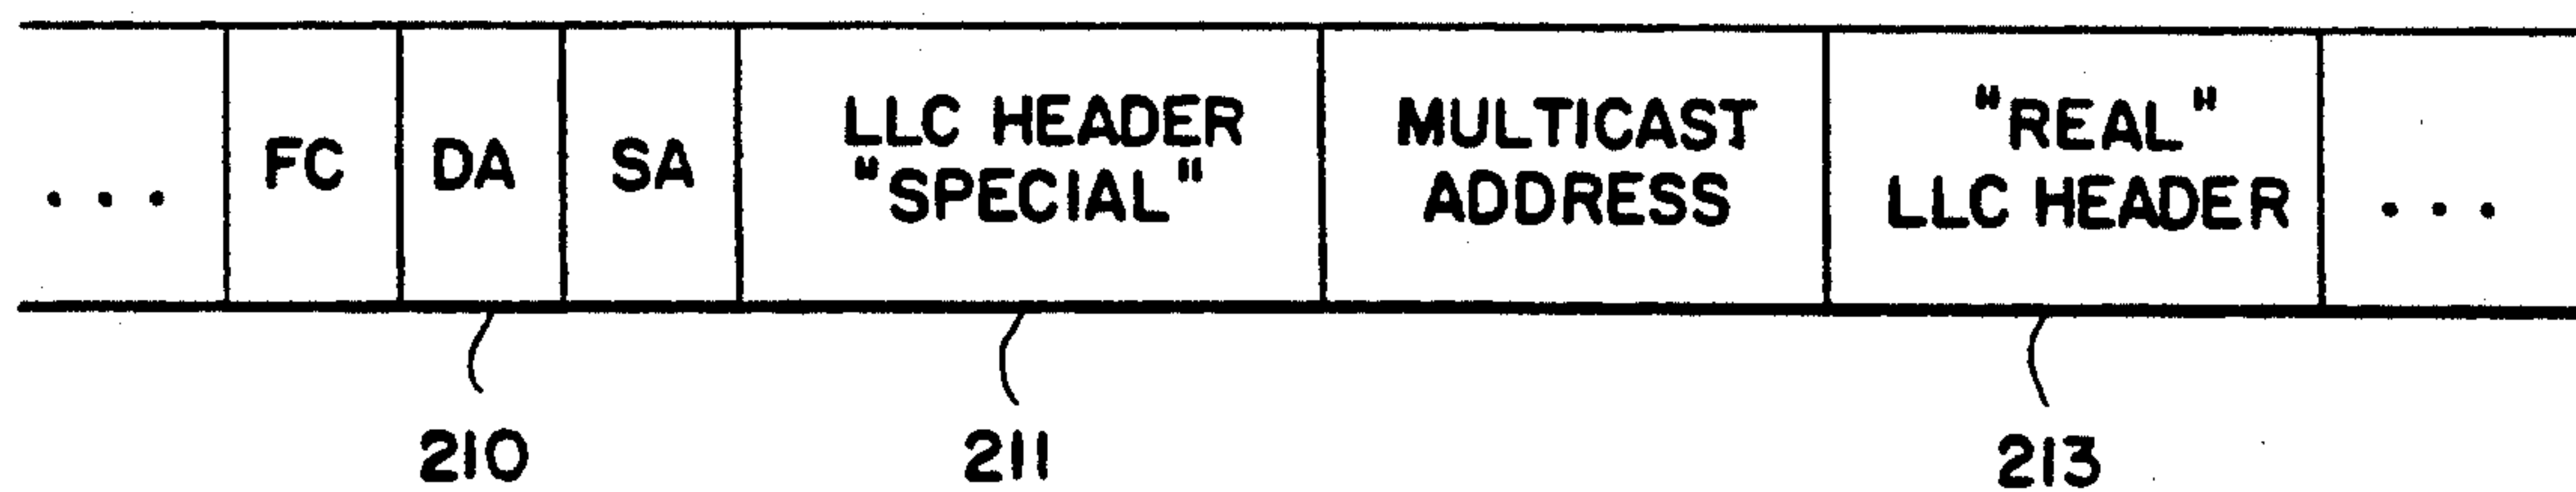 ... FC DA SA LLC HEADER "SPECIAL" MULTICAST ADDRESS "REAL" LLC HEADER ...
210 211 213